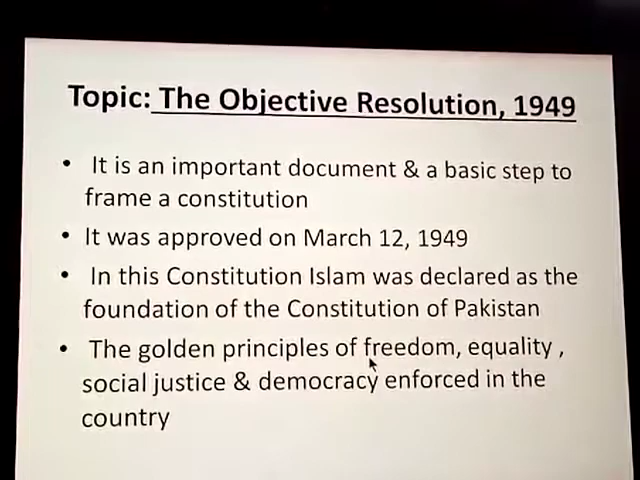 Topic: The Objective Resolution, 1949
• It is an important document & a basic step to
frame a constitution
• It was approved on March 12, 1949
• In this Constitution Islam was declared as the
foundation of the Constitution of Pakistan
• The golden principles of freedom, equality ,
social justice & democracy enforced in the
country